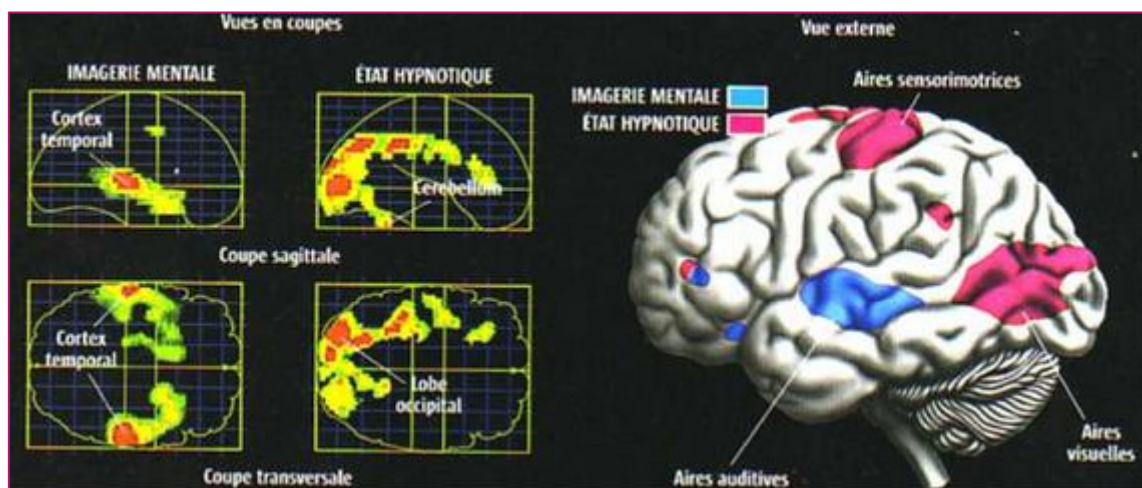 Vues en coupes
IMAGERIE MENTALE
ÉTAT HYPNOTIQUE
Cortex
temporal
Cerebellum
Coupe sagittale
Cortex
temporal
Lobe
occipital
Coupe transversale
Vue externe
Aires sensorimotrices
IMAGERIE MENTALE
ÉTAT HYPNOTIQUE
Aires
visuelles
Aires auditives